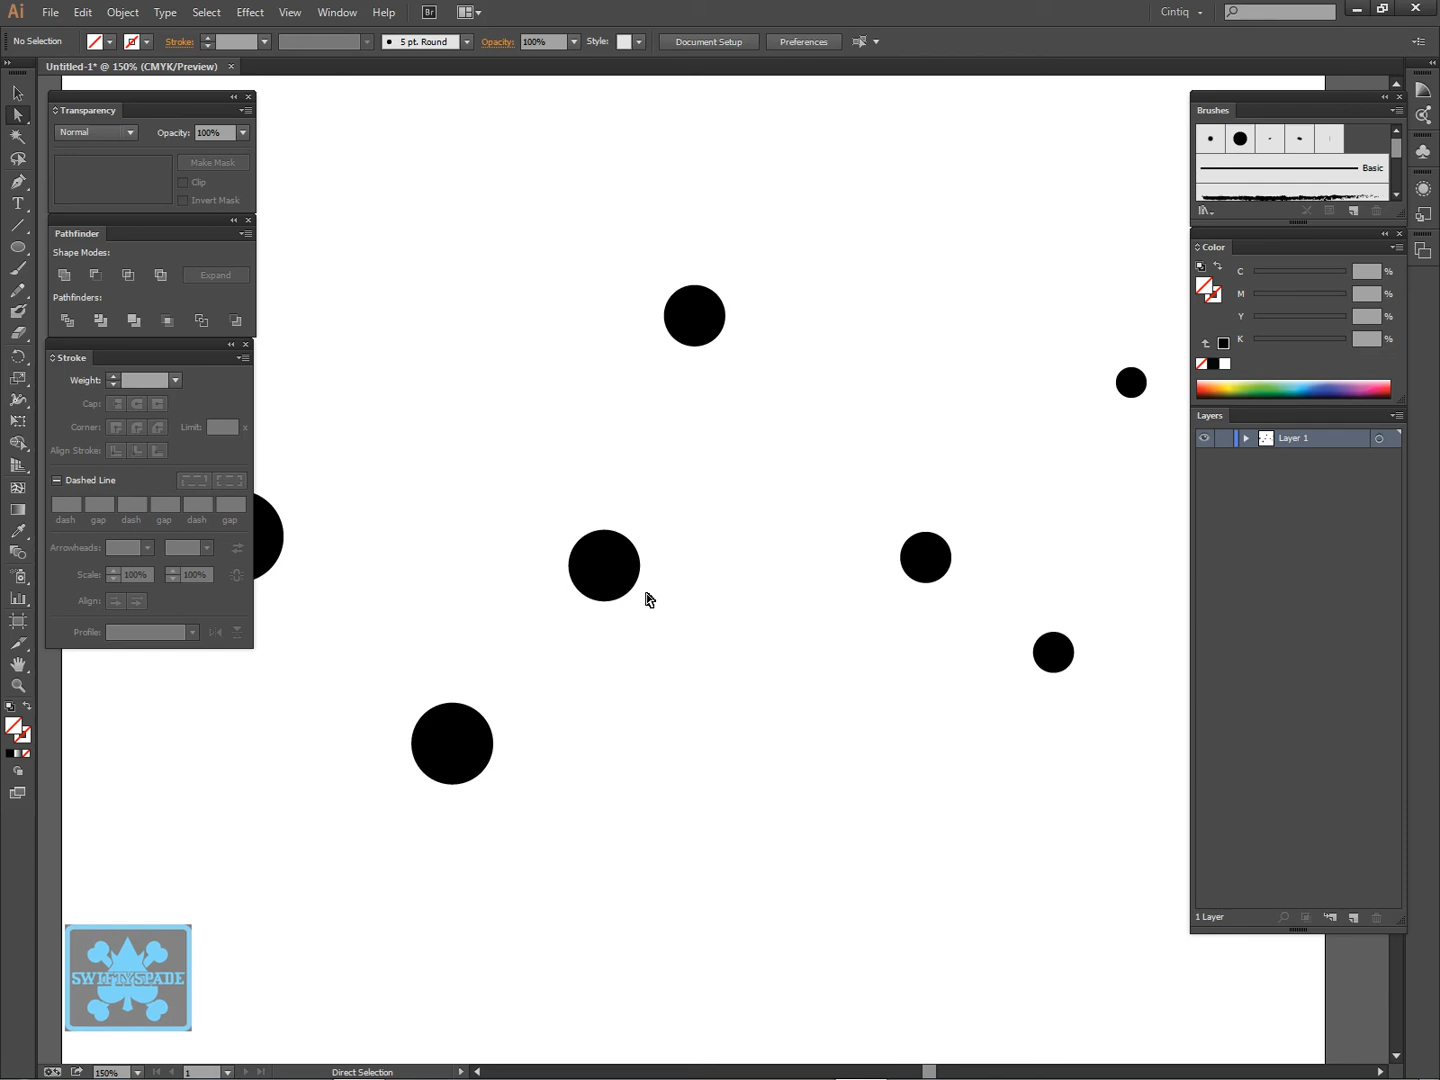 Ai File Edit Object Type Select Effect View Window Help Br Cintiq
No Selection Stroke: 5 pt. Round Opacity: 100% Style: Document Setup Preferences
Untitled-1* @ 150% (CMYK/Preview) ×
Transparency
Normal Opacity: 100%
Make Mask
Clip
Invert Mask
Pathfinder
Shape Modes:
Expand
Pathfinders:
Stroke
Weight:
Cap:
Corner: Limit: x
Align Stroke:
Dashed Line
dash gap dash gap dash gap
Arrowheads:
Scale: 100% 100%
Align:
Profile:
Brushes
Basic
Color
C %
M %
Y %
K %
Layers
Layer 1
1 Layer
SWIFTYSPADE
150% 1 Direct Selection